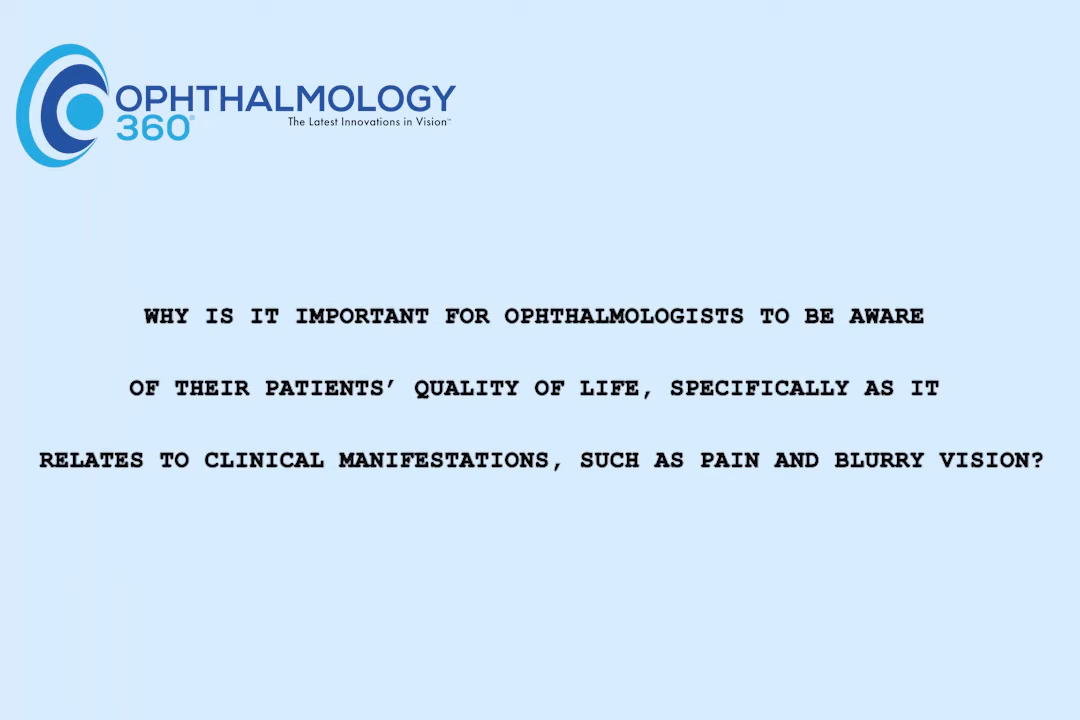 OPHTHALMOLOGY
360®
The Latest Innovations in Vision™
WHY IS IT IMPORTANT FOR OPHTHALMOLOGISTS TO BE AWARE
OF THEIR PATIENTS’ QUALITY OF LIFE, SPECIFICALLY AS IT
RELATES TO CLINICAL MANIFESTATIONS, SUCH AS PAIN AND BLURRY VISION?